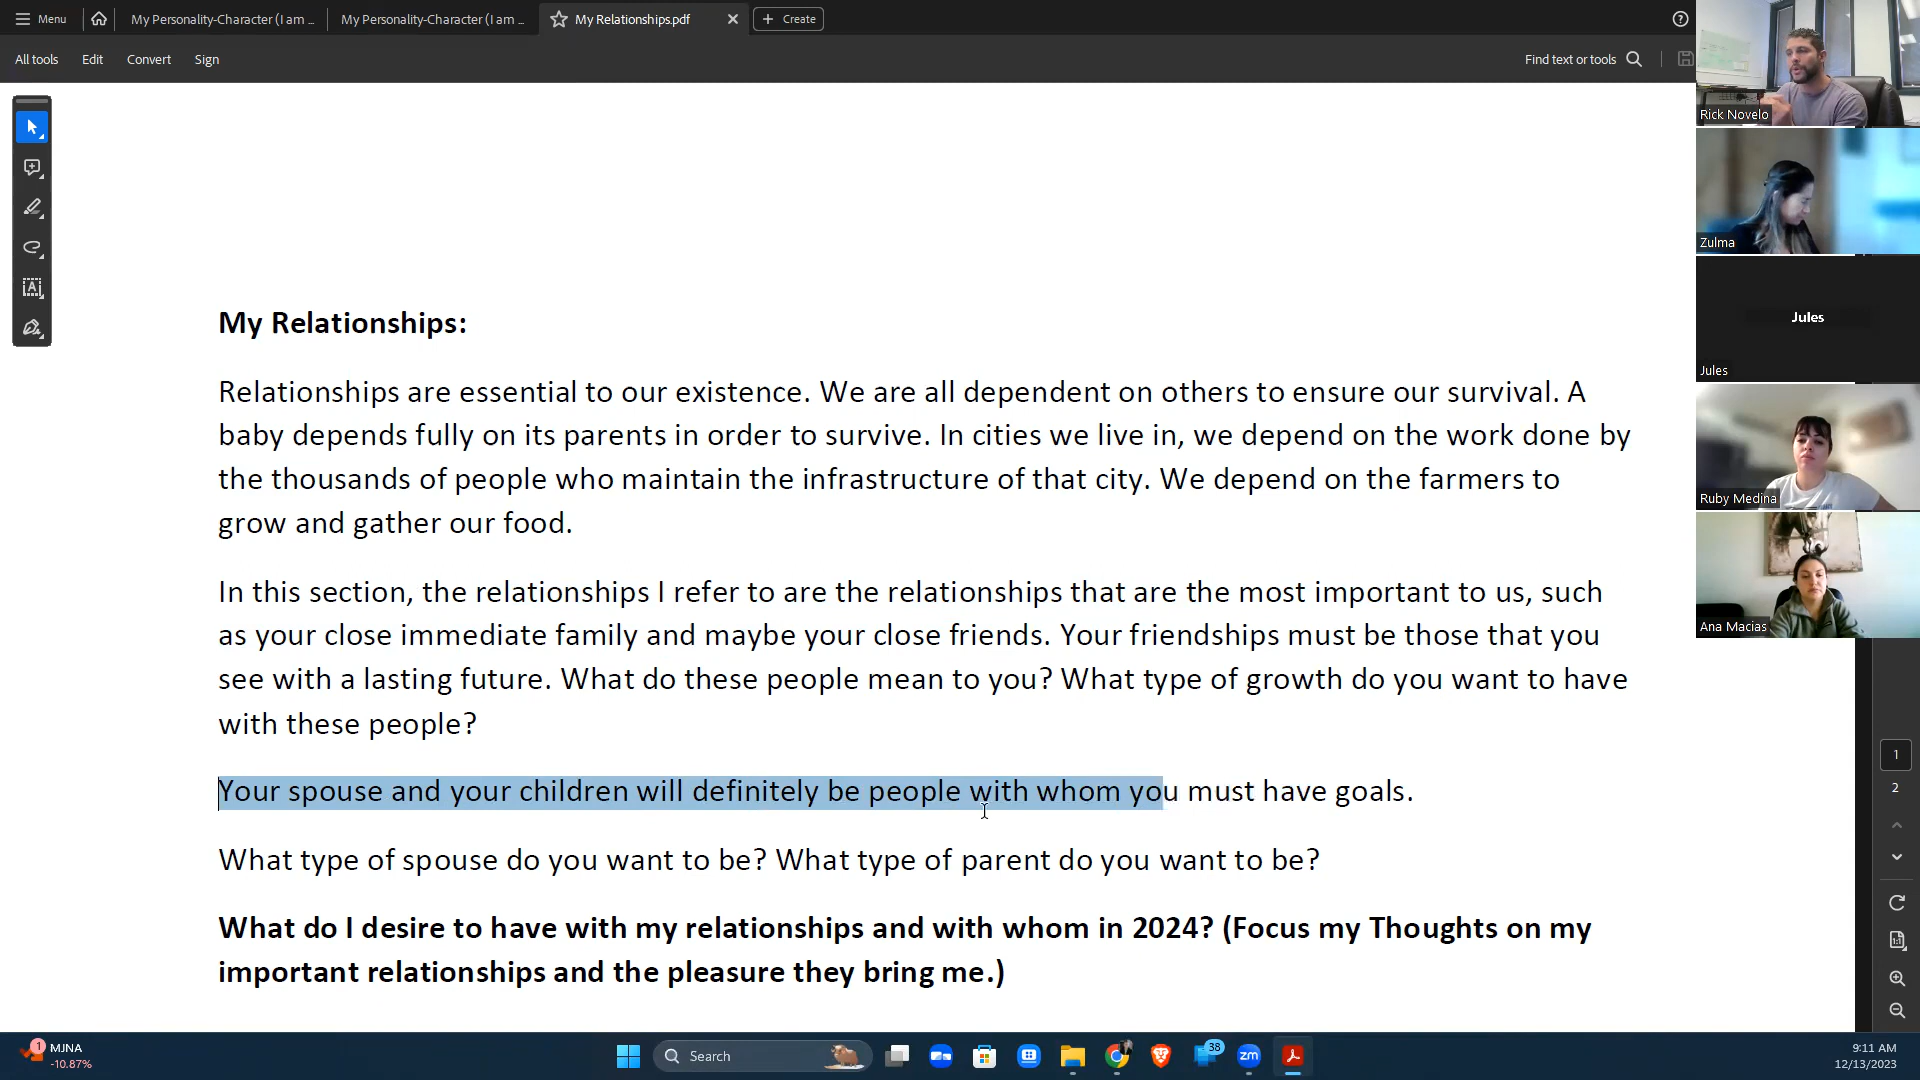 Menu
My Personality-Character (I am ...
My Personality-Character (I am ...
My Relationships.pdf
Create
All tools
Edit
Convert
Sign
Find text or tools
Rick Novelo
Zulma
Jules
Jules
Ruby Medina
Ana Macias
My Relationships:
Relationships are essential to our existence. We are all dependent on others to ensure our survival. A
baby depends fully on its parents in order to survive. In cities we live in, we depend on the work done by
the thousands of people who maintain the infrastructure of that city. We depend on the farmers to
grow and gather our food.
In this section, the relationships I refer to are the relationships that are the most important to us, such
as your close immediate family and maybe your close friends. Your friendships must be those that you
see with a lasting future. What do these people mean to you? What type of growth do you want to have
with these people?
Your spouse and your children will definitely be people with whom you must have goals.
What type of spouse do you want to be? What type of parent do you want to be?
What do I desire to have with my relationships and with whom in 2024? (Focus my Thoughts on my
important relationships and the pleasure they bring me.)
1
2
1
MJNA
-10.87%
Search
38
zm
9:11 AM
12/13/2023